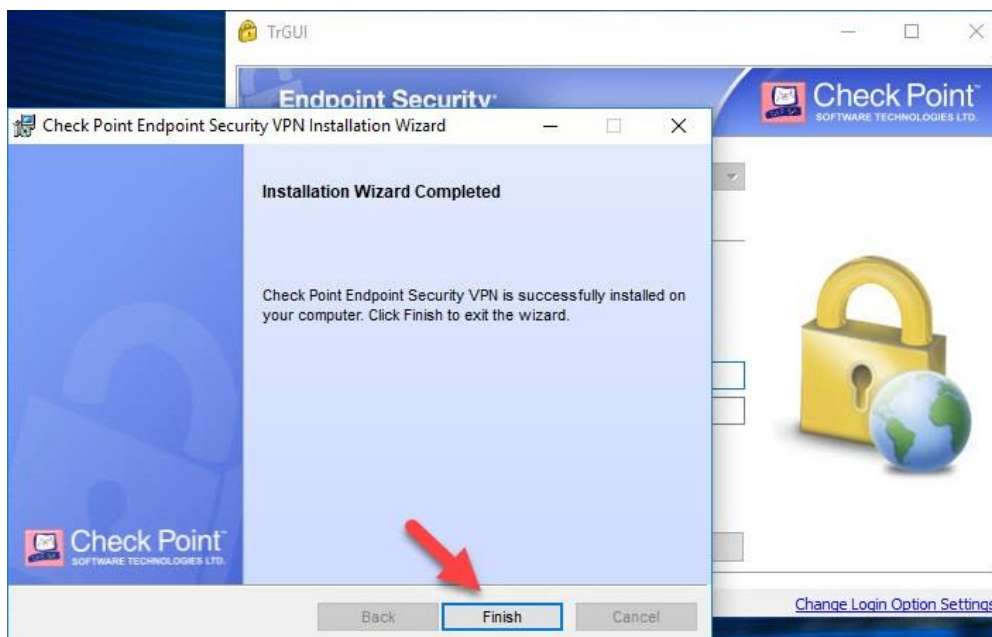 TrGUI
Endpoint Security
Check Point™
SOFTWARE TECHNOLOGIES LTD.
Check Point Endpoint Security VPN Installation Wizard
Installation Wizard Completed
Check Point Endpoint Security VPN is successfully installed on
your computer. Click Finish to exit the wizard.
Check Point™
SOFTWARE TECHNOLOGIES LTD.
Back
Finish
Cancel
Change Login Option Settings